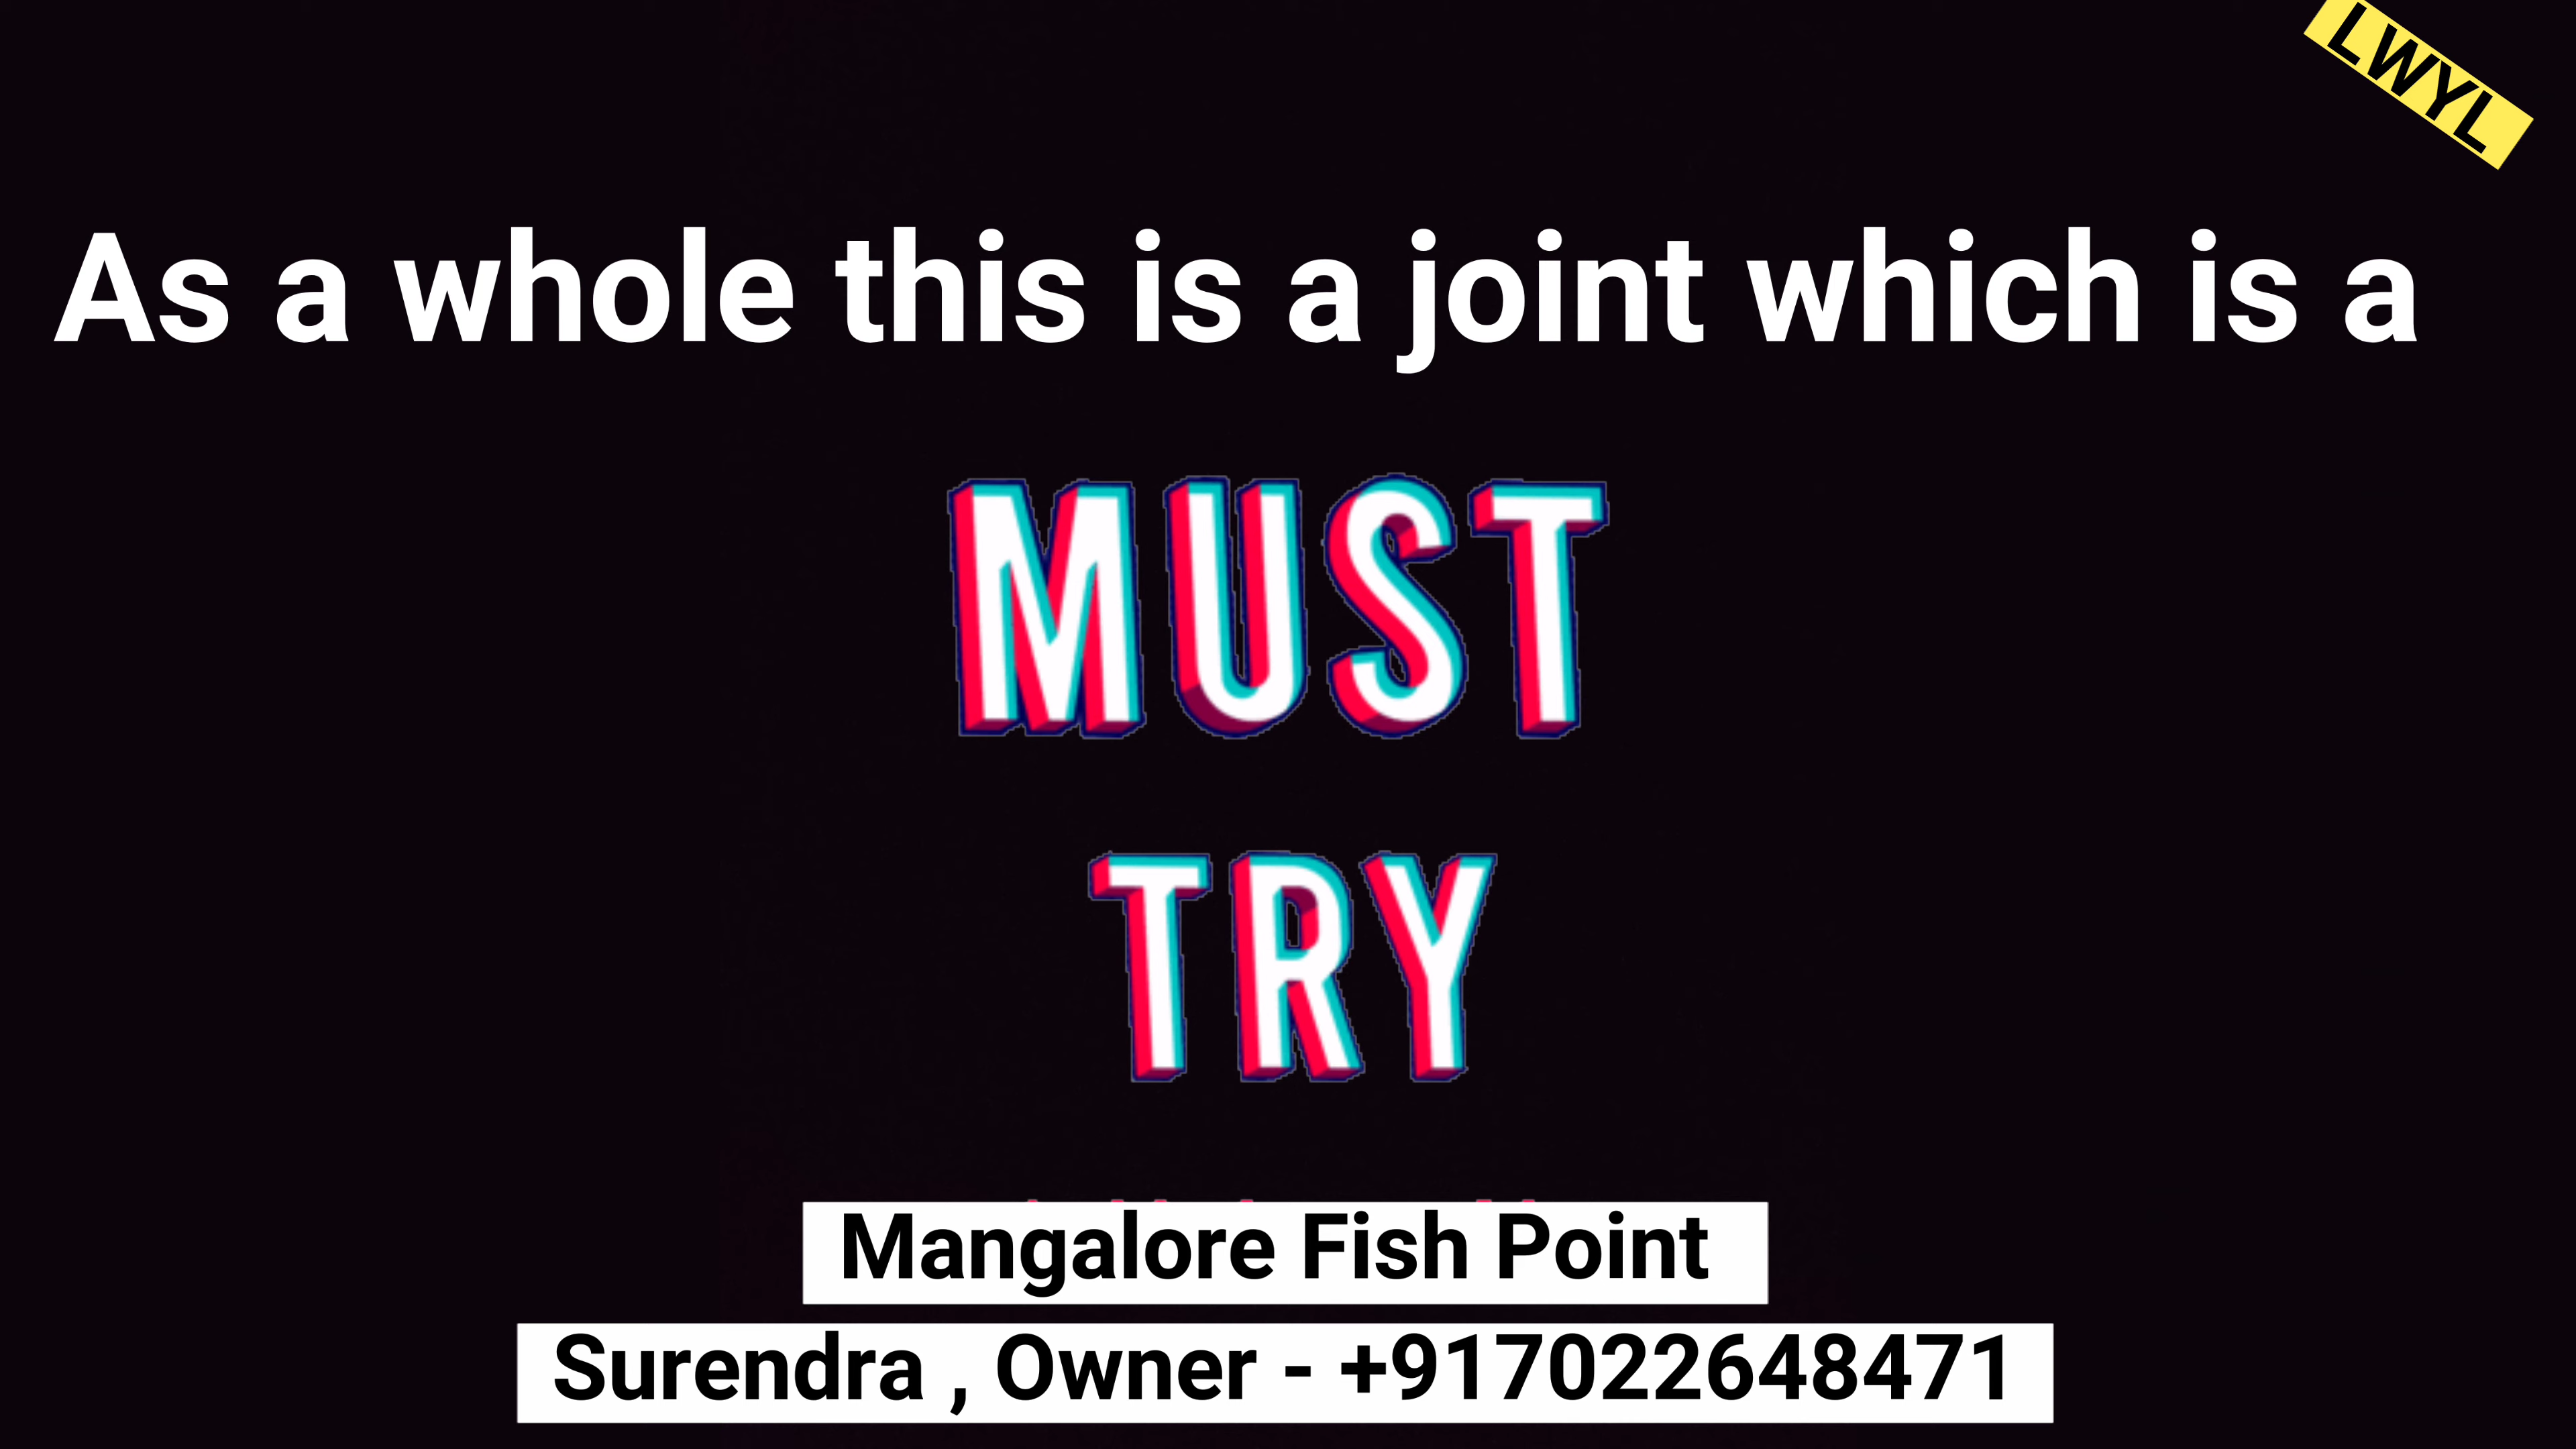 LWYL
As a whole this is a joint which is a
MUST
TRY
Mangalore Fish Point
Surendra , Owner - +917022648471